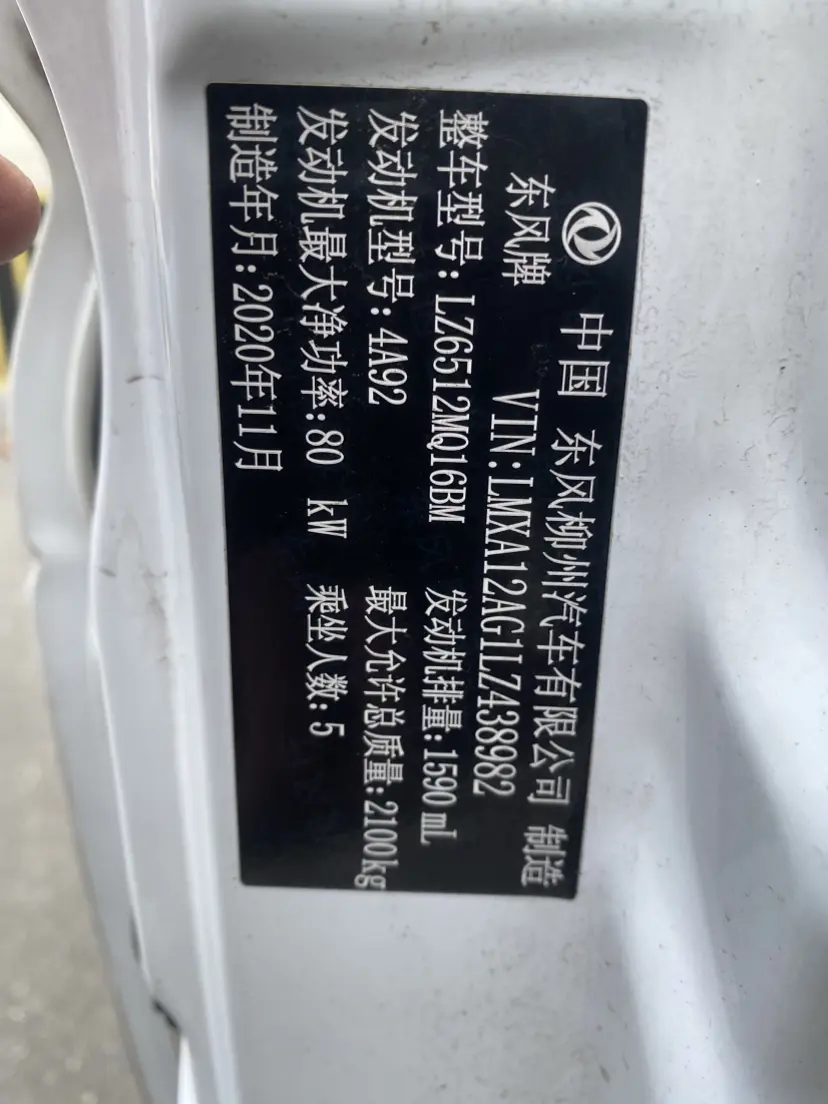 中国 东风柳州汽车有限公司 制造
东风牌 VIN:LMXA12AG1LZ438982
整车型号:LZ6512MQ16BM 发动机排量:1590mL
发动机型号:4A92 最大允许总质量:2100kg
发动机最大净功率:80 kW 乘坐人数:5
制造年月:2020年11月